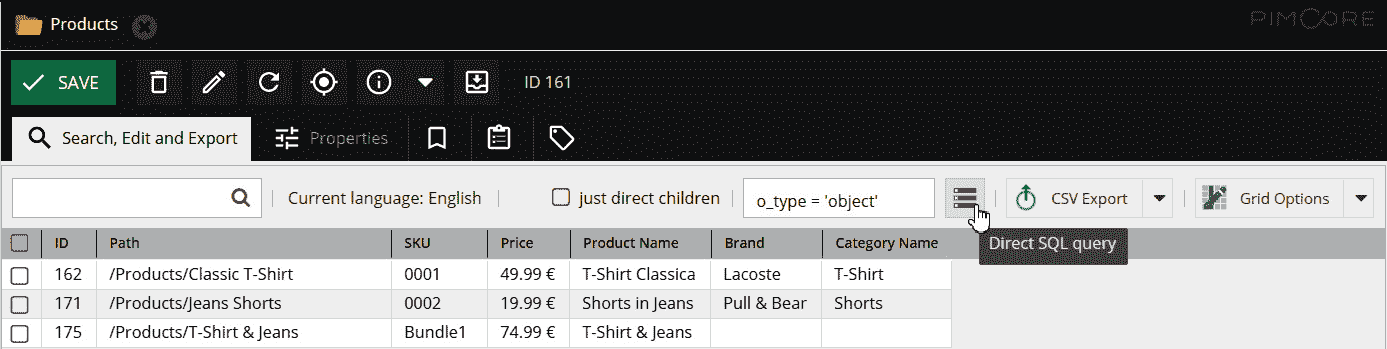 Products
PIMCORE
SAVE
ID 161
Search, Edit and Export Properties
Current language: English just direct children o_type = 'object' CSV Export Grid Options
Direct SQL query
ID Path SKU Price Product Name Brand Category Name
162 /Products/Classic T-Shirt 0001 49.99 € T-Shirt Classica Lacoste T-Shirt
171 /Products/Jeans Shorts 0002 19.99 € Shorts in Jeans Pull & Bear Shorts
175 /Products/T-Shirt & Jeans Bundle1 74.99 € T-Shirt & Jeans